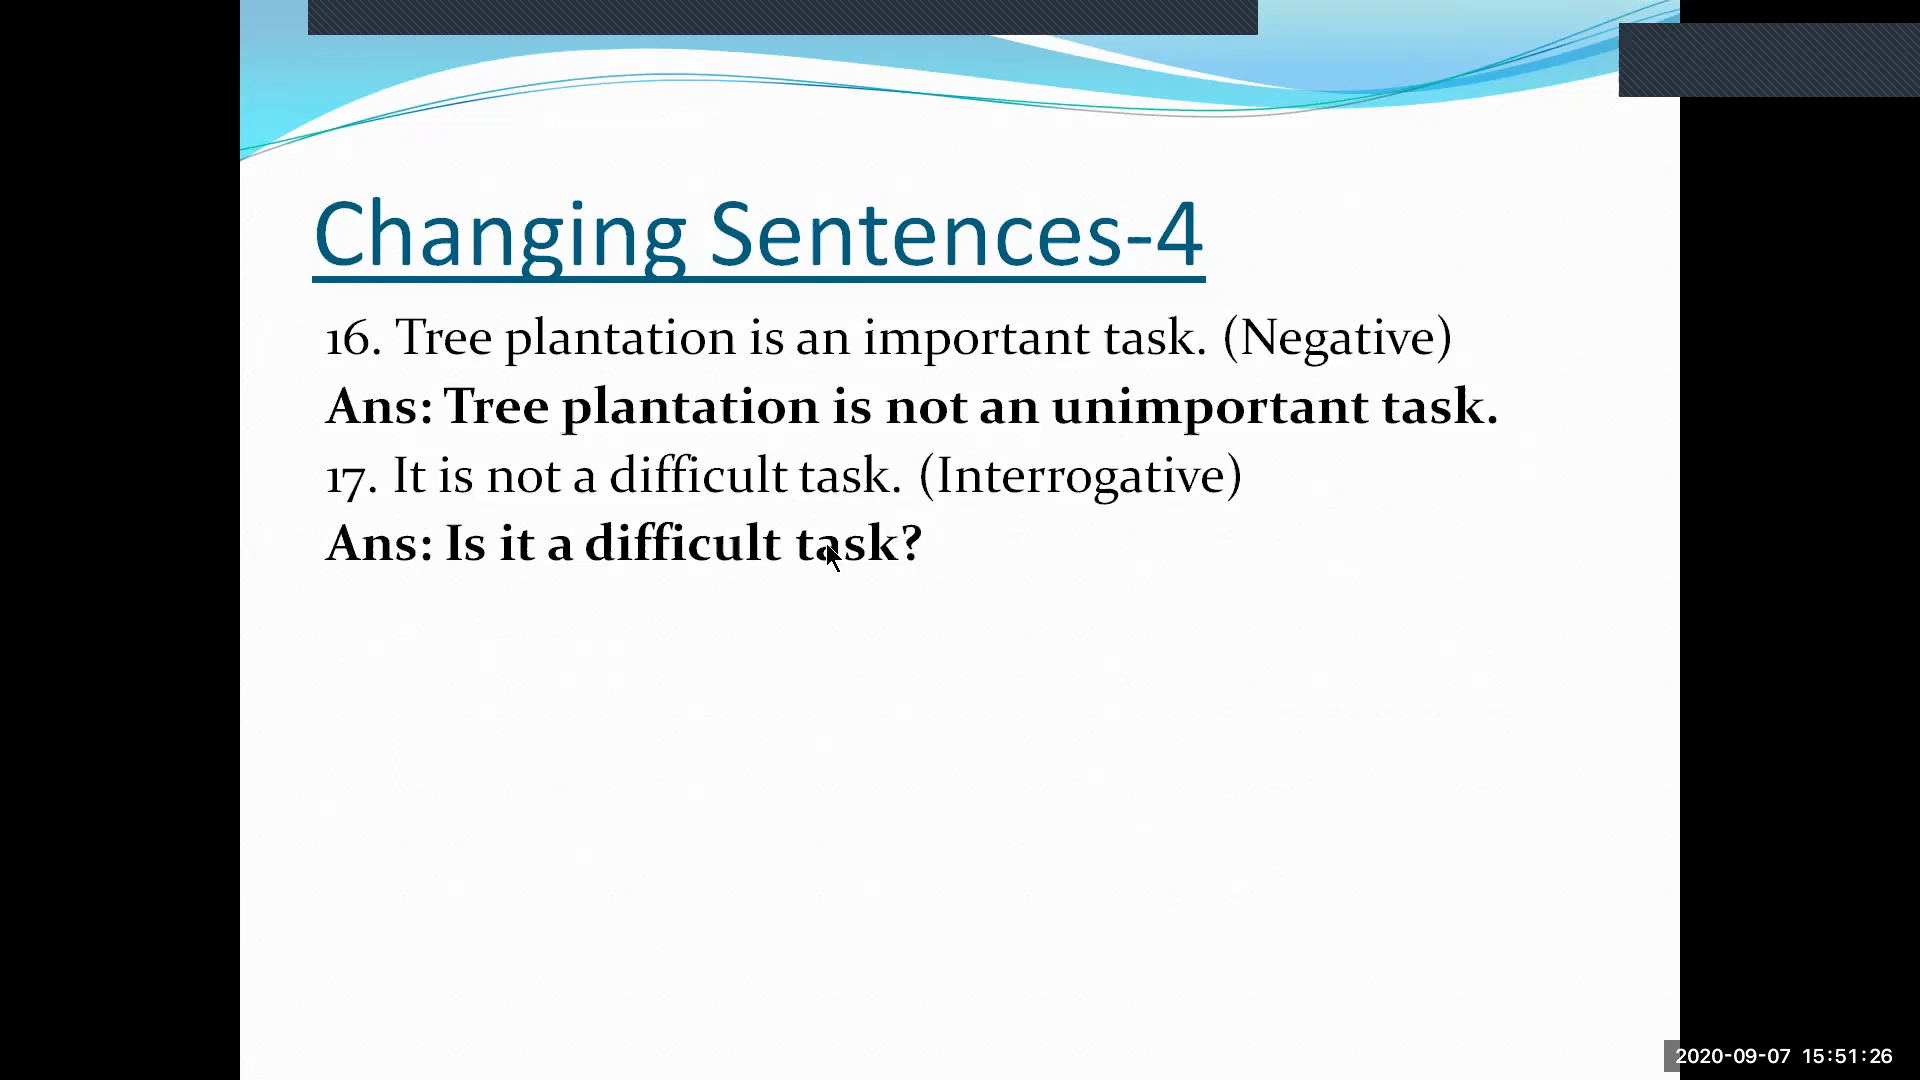 Changing Sentences-4
16. Tree plantation is an important task. (Negative)
Ans: Tree plantation is not an unimportant task.
17. It is not a difficult task. (Interrogative)
Ans: Is it a difficult task?
2020-09-07 15:51:26